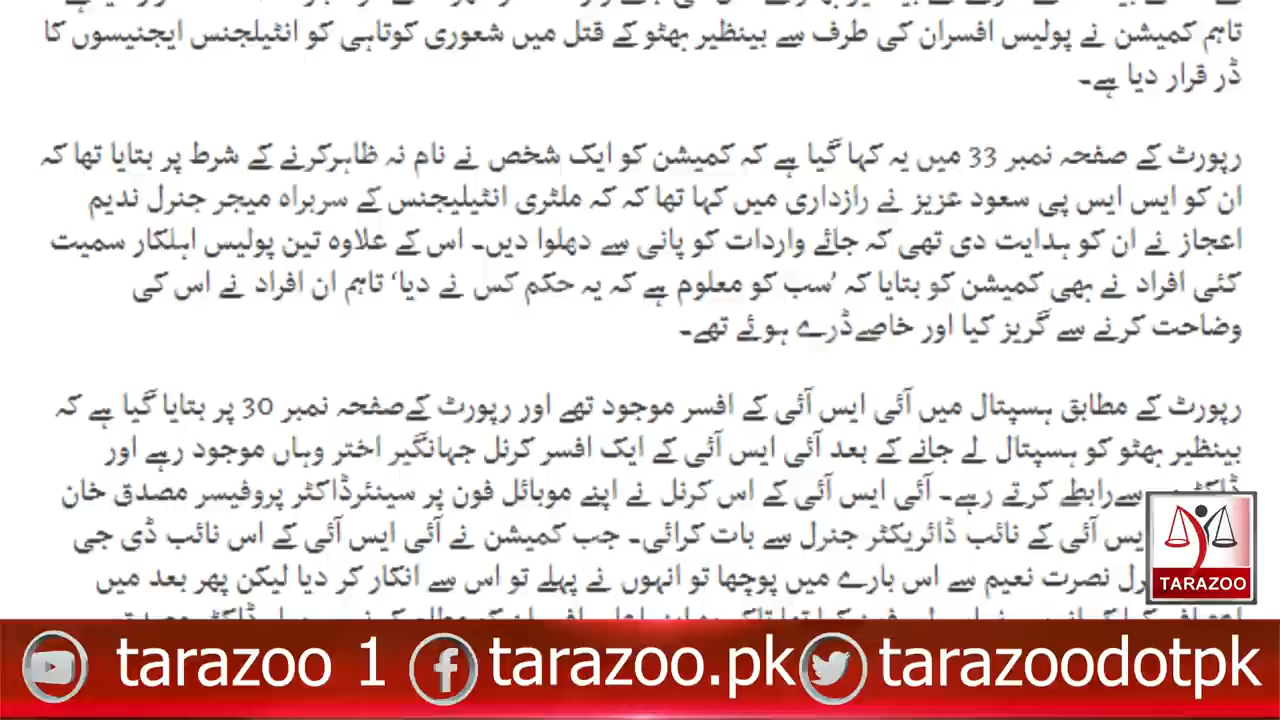 تاہم کمیشن نے پولیس افسران کی طرف سے بینظیر بھٹو کے قتل میں شعوری کوتاہی کو انٹیلجنس ایجنیسوں کا
ڈر قرار دیا ہے۔
رپورٹ کے صفحہ نمبر 33 میں یہ کہا گیا ہے کہ کمیشن کو ایک شخص نے نام نہ ظاہرکرنے کے شرط پر بتایا تھا کہ
ان کو ایس ایس پی سعود عزیز نے رازداری میں کہا تھا کہ کہ ملٹری انٹیلیجنس کے سربراہ میجر جنرل ندیم
اعجاز نے ان کو ہدایت دی تھی کہ جائے واردات کو پانی سے دھلوا دیں۔ اس کے علاوہ تین پولیس اہلکار سمیت
کئی افراد نے بھی کمیشن کو بتایا کہ ’سب کو معلوم ہے کہ یہ حکم کس نے دیا‘ تاہم ان افراد نے اس کی
وضاحت کرنے سے گریز کیا اور خاصےڈرے ہوئے تھے۔
رپورٹ کے مطابق ہسپتال میں آئی ایس آئی کے افسر موجود تھے اور رپورٹ کےصفحہ نمبر 30 پر بتایا گیا ہے کہ
بینظیر بھٹو کو ہسپتال لے جانے کے بعد آئی ایس آئی کے ایک افسر کرنل جہانگیر اختر وہاں موجود رہے اور
سےرابطے کرتے رہے۔ آئی ایس آئی کے اس کرنل نے اپنے موبائل فون پر سینئرڈاکٹر پروفیسر مصدق خان
آئی کے نائب ڈائریکٹر جنرل سے بات کرائی۔ جب کمیشن نے آئی ایس آئی کے اس نائب ڈی جی
نصرت نعیم سے اس بارے میں پوچھا تو انہوں نے پہلے تو اس سے انکار کر دیا لیکن پھر بعد میں
TARAZOO
tarazoo 1 tarazoo.pk tarazoodotpk